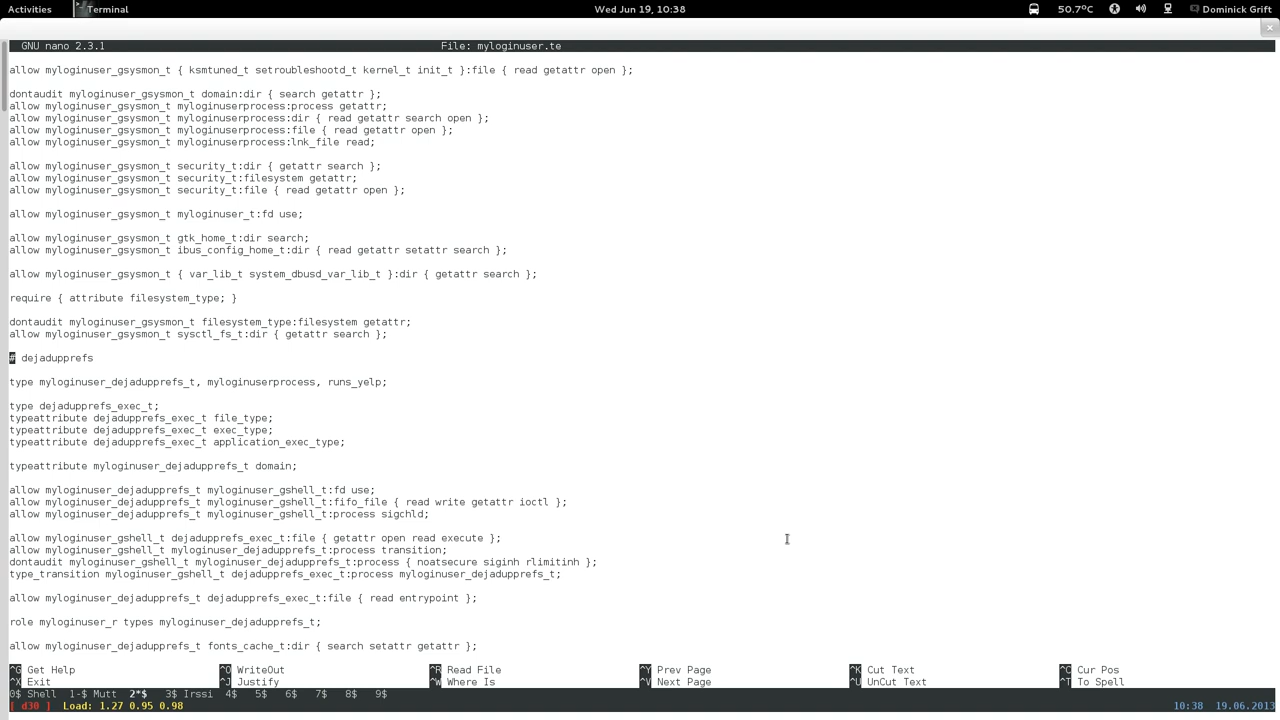 Activities Terminal Wed Jun 19, 10:38 50.7°C Dominick Grift
GNU nano 2.3.1 File: myloginuser.te
allow myloginuser_gsysmon_t { ksmtuned_t setroubleshootd_t kernel_t init_t }:file { read getattr open };
dontaudit myloginuser_gsysmon_t domain:dir { search getattr };
allow myloginuser_gsysmon_t myloginuserprocess:process getattr;
allow myloginuser_gsysmon_t myloginuserprocess:dir { read getattr search open };
allow myloginuser_gsysmon_t myloginuserprocess:file { read getattr open };
allow myloginuser_gsysmon_t myloginuserprocess:lnk_file read;
allow myloginuser_gsysmon_t security_t:dir { getattr search };
allow myloginuser_gsysmon_t security_t:filesystem getattr;
allow myloginuser_gsysmon_t security_t:file { read getattr open };
allow myloginuser_gsysmon_t myloginuser_t:fd use;
allow myloginuser_gsysmon_t gtk_home_t:dir search;
allow myloginuser_gsysmon_t ibus_config_home_t:dir { read getattr setattr search };
allow myloginuser_gsysmon_t { var_lib_t system_dbusd_var_lib_t }:dir { getattr search };
require { attribute filesystem_type; }
dontaudit myloginuser_gsysmon_t filesystem_type:filesystem getattr;
allow myloginuser_gsysmon_t sysctl_fs_t:dir { getattr search };
# dejadupprefs
type myloginuser_dejadupprefs_t, myloginuserprocess, runs_yelp;
type dejadupprefs_exec_t;
typeattribute dejadupprefs_exec_t file_type;
typeattribute dejadupprefs_exec_t exec_type;
typeattribute dejadupprefs_exec_t application_exec_type;
typeattribute myloginuser_dejadupprefs_t domain;
allow myloginuser_dejadupprefs_t myloginuser_gshell_t:fd use;
allow myloginuser_dejadupprefs_t myloginuser_gshell_t:fifo_file { read write getattr ioctl };
allow myloginuser_dejadupprefs_t myloginuser_gshell_t:process sigchld;
allow myloginuser_gshell_t dejadupprefs_exec_t:file { getattr open read execute };
allow myloginuser_gshell_t myloginuser_dejadupprefs_t:process transition;
dontaudit myloginuser_gshell_t myloginuser_dejadupprefs_t:process { noatsecure siginh rlimitinh };
type_transition myloginuser_gshell_t dejadupprefs_exec_t:process myloginuser_dejadupprefs_t;
allow myloginuser_dejadupprefs_t dejadupprefs_exec_t:file { read entrypoint };
role myloginuser_r types myloginuser_dejadupprefs_t;
allow myloginuser_dejadupprefs_t fonts_cache_t:dir { search setattr getattr };
^G Get Help ^O WriteOut ^R Read File ^Y Prev Page ^K Cut Text ^C Cur Pos
^X Exit ^J Justify ^W Where Is ^V Next Page ^U UnCut Text ^T To Spell
0$ Shell 1-$ Mutt 2*$ 3$ Irssi 4$ 5$ 6$ 7$ 8$ 9$
[ d30 ] Load: 1.27 0.95 0.98 10:38 19.06.2013